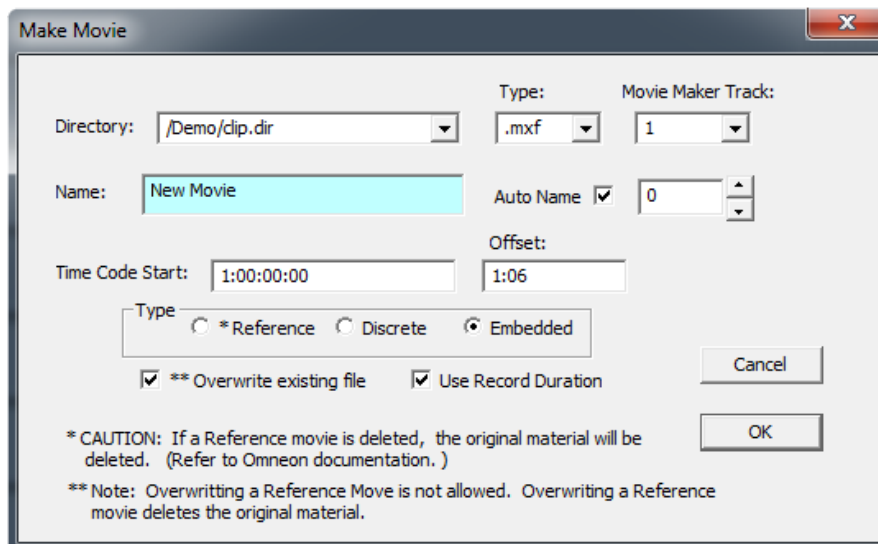 Make Movie
Type: Movie Maker Track:
Directory: /Demo/clip.dir .mxf 1
Name: New Movie Auto Name 0
Offset:
Time Code Start: 1:00:00:00 1:06
Type
* Reference Discrete Embedded
** Overwrite existing file Use Record Duration
Cancel
OK
* CAUTION: If a Reference movie is deleted, the original material will be
deleted. (Refer to Omneon documentation. )
** Note: Overwritting a Reference Move is not allowed. Overwriting a Reference
movie deletes the original material.